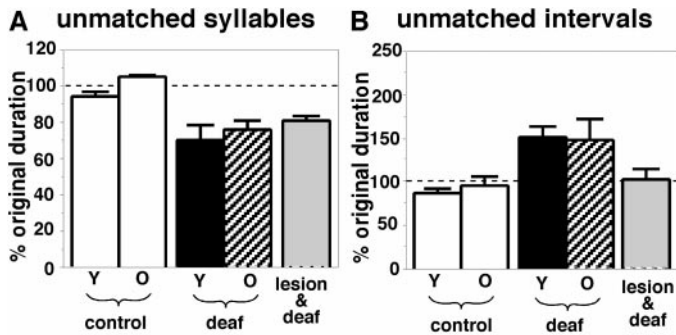 A unmatched syllables
% original duration
120
100
80
60
40
20
0
Y O Y O lesion & deaf
control deaf
B unmatched intervals
% original duration
250
200
150
100
50
0
Y O Y O lesion & deaf
control deaf